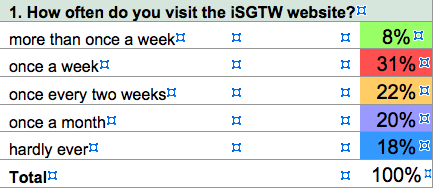 1. How often do you visit the iSGTW website?¤
more than once a week¤ ¤ ¤ 8%¤
once a week¤ ¤ ¤ 31%¤
once every two weeks¤ ¤ ¤ 22%¤
once a month¤ ¤ ¤ 20%¤
hardly ever¤ ¤ ¤ 18%¤
Total¤ ¤ ¤ 100%¤